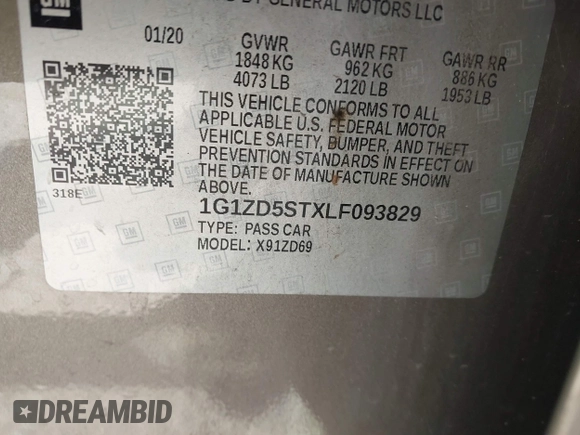 GM
BY GENERAL MOTORS LLC
01/20 GVWR GAWR FRT GAWR RR
1848 KG 962 KG 886 KG
4073 LB 2120 LB 1953 LB
THIS VEHICLE CONFORMS TO ALL
APPLICABLE U.S. FEDERAL MOTOR
VEHICLE SAFETY, BUMPER, AND THEFT
PREVENTION STANDARDS IN EFFECT ON
THE DATE OF MANUFACTURE SHOWN
ABOVE.
318E
1G1ZD5STXLF093829
TYPE: PASS CAR
MODEL: X91ZD69
DREAMBID